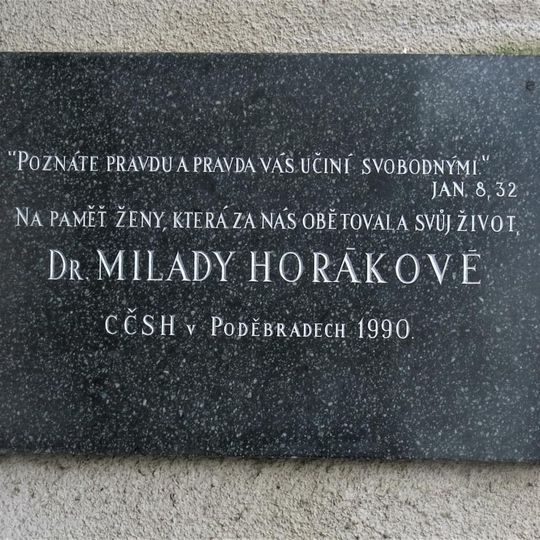 "POZNÁTE PRAVDU A PRAVDA VÁS UČINÍ SVOBODNÝMI."
JAN, 8, 32
NA PAMĚŤ ŽENY, KTERÁ ZA NÁS OBĚTOVALA SVŮJ ŽIVOT,
DR. MILADY HORÁKOVÉ
CČSH V PODĚBRADECH 1990.